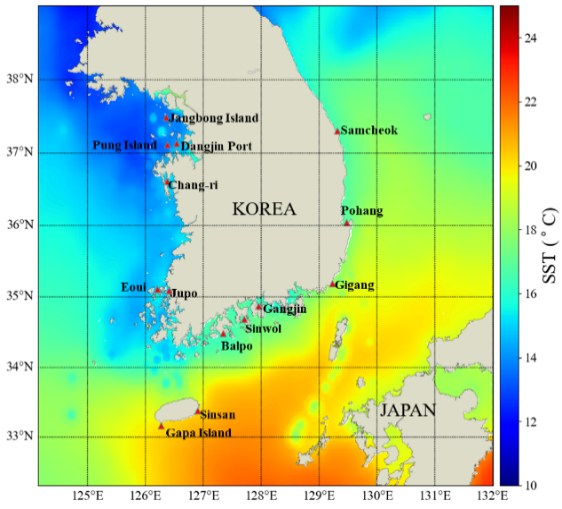 38°N
37°N
36°N
35°N
34°N
33°N
Jangbong Island
Pung Island
Dangjin Port
Chang-ri
Samcheok
KOREA
Pohang
Eoui
Jupo
Gigang
Gangjin
Sinwol
Balpo
Sinsan
Gapa Island
JAPAN
125°E
126°E
127°E
128°E
129°E
130°E
131°E
132°E
24
22
20
18
16
14
12
10
SST (°C)